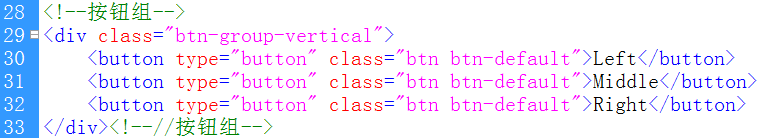 28 <!--按钮组-->
29 <div class="btn-group-vertical">
30     <button type="button" class="btn btn-default">Left</button>
31     <button type="button" class="btn btn-default">Middle</button>
32     <button type="button" class="btn btn-default">Right</button>
33 </div><!--//按钮组-->